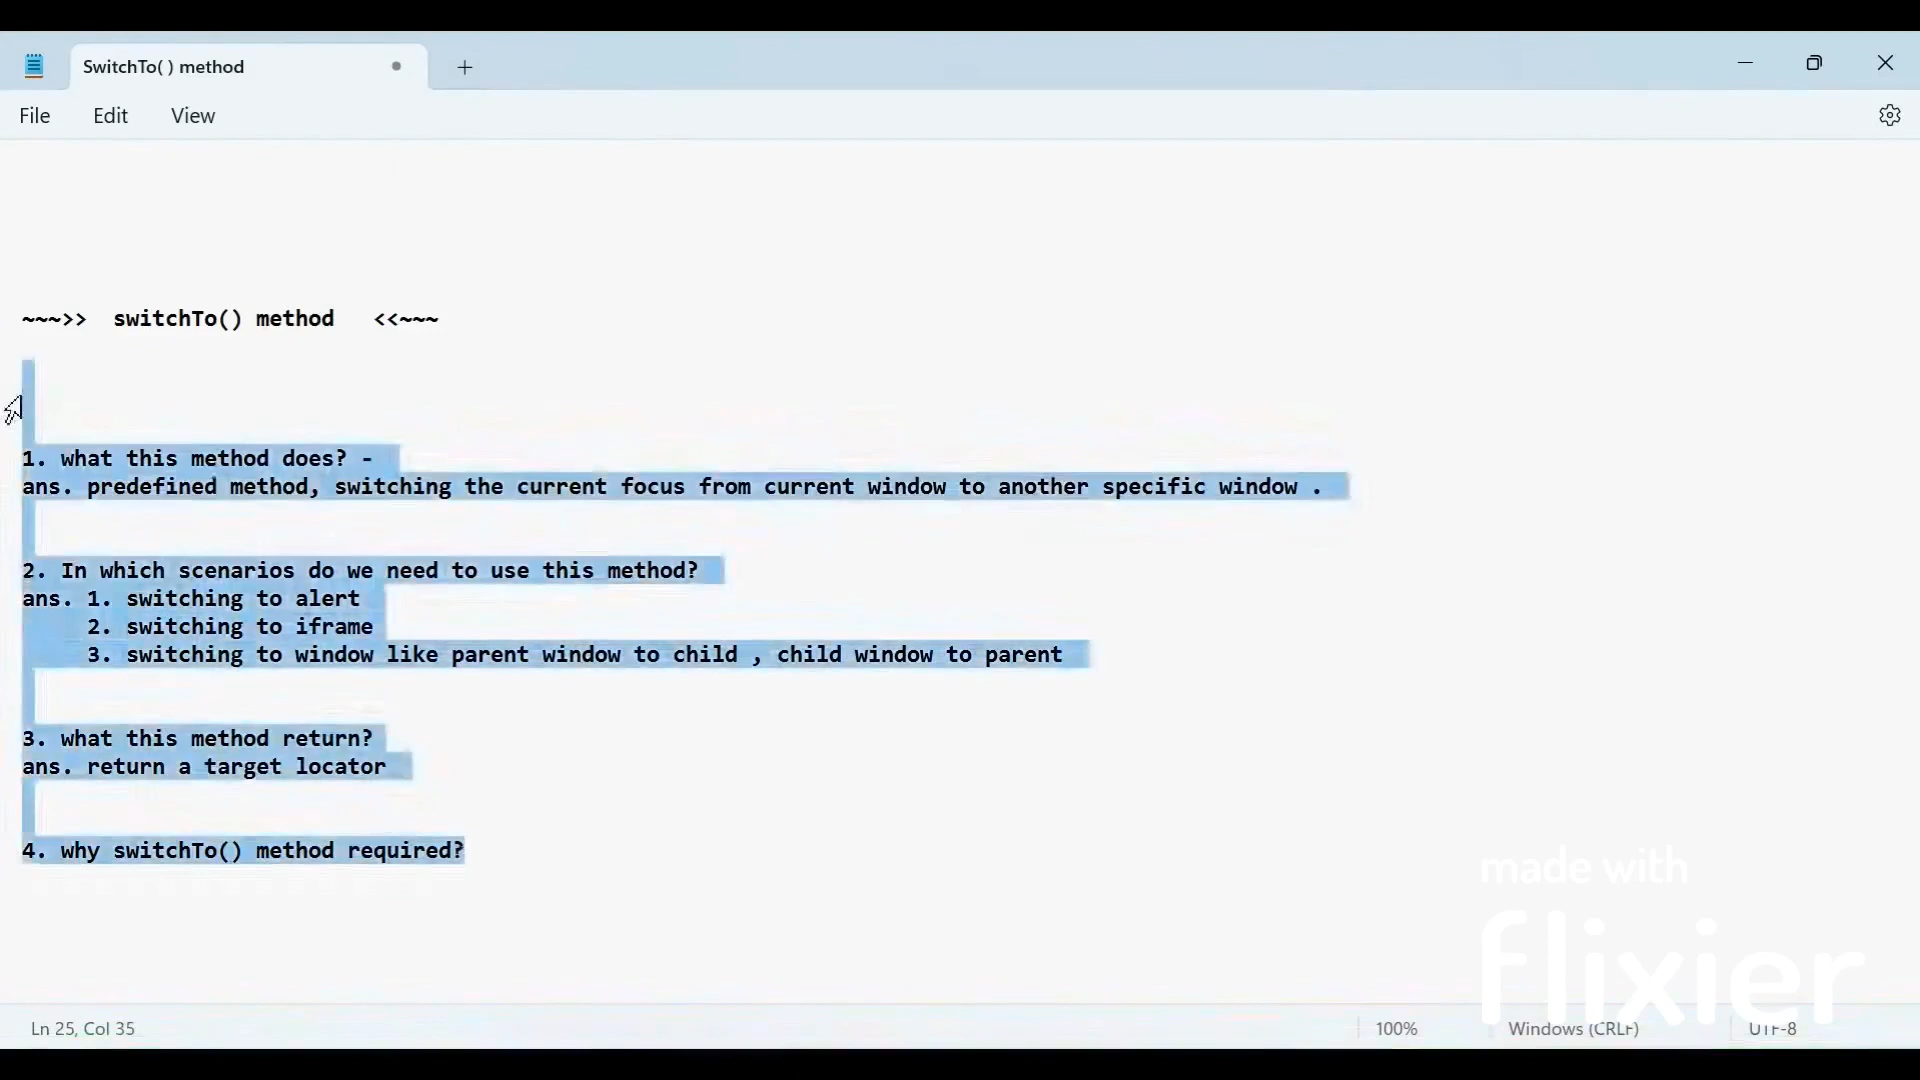 SwitchTo( ) method
File Edit View
~~~>>  switchTo() method   <<~~~
1. what this method does? -
ans. predefined method, switching the current focus from current window to another specific window .
2. In which scenarios do we need to use this method?
ans. 1. switching to alert
2. switching to iframe
3. switching to window like parent window to child , child window to parent
3. what this method return?
ans. return a target locator
4. why switchTo() method required?
made with
flixier
Ln 25, Col 35 100% Windows (CRLF) UTF-8